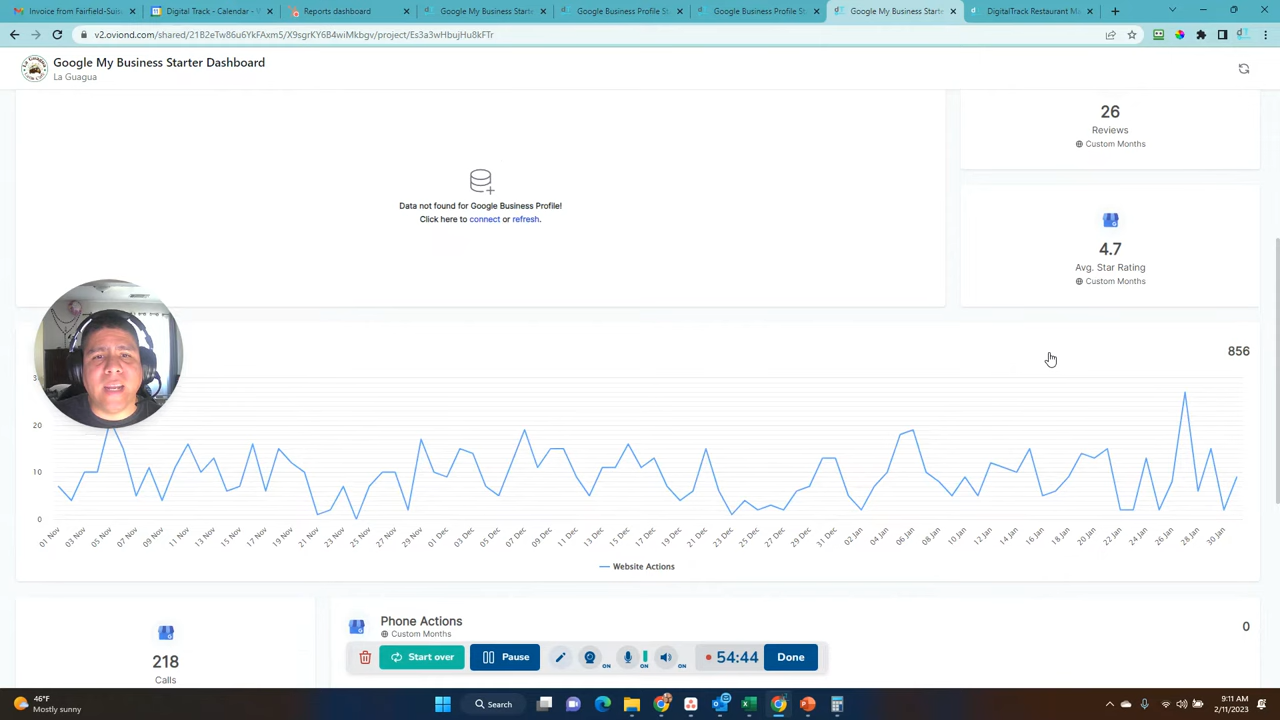 Invoice from Fairfield-Suis
Digital Track - Calendar - V
Reports dashboard
Google My Business Starte
Google Business Profile St
Google Business Profile St
Google My Business Starte
DigitalTrack Restaurant Ma
v2.oviond.com/shared/21B2eTw86u6YkFAxm5/X9sgrKY6B4wiMkbgv/project/Es3a3wHbujHu8kFTr
Google My Business Starter Dashboard
La Guagua
26
Reviews
Custom Months
Data not found for Google Business Profile!
Click here to connect or refresh.
4.7
Avg. Star Rating
Custom Months
856
3
20
10
0
01 Nov
03 Nov
05 Nov
07 Nov
09 Nov
11 Nov
13 Nov
15 Nov
17 Nov
19 Nov
21 Nov
23 Nov
25 Nov
27 Nov
29 Nov
01 Dec
03 Dec
05 Dec
07 Dec
09 Dec
11 Dec
13 Dec
15 Dec
17 Dec
19 Dec
21 Dec
23 Dec
25 Dec
27 Dec
29 Dec
31 Dec
02 Jan
04 Jan
06 Jan
08 Jan
10 Jan
12 Jan
14 Jan
16 Jan
18 Jan
20 Jan
22 Jan
24 Jan
26 Jan
28 Jan
30 Jan
Website Actions
218
Calls
Phone Actions
Custom Months
0
Start over
Pause
ON
ON
ON
54:44
Done
46°F
Mostly sunny
Search
9:11 AM
2/11/2023